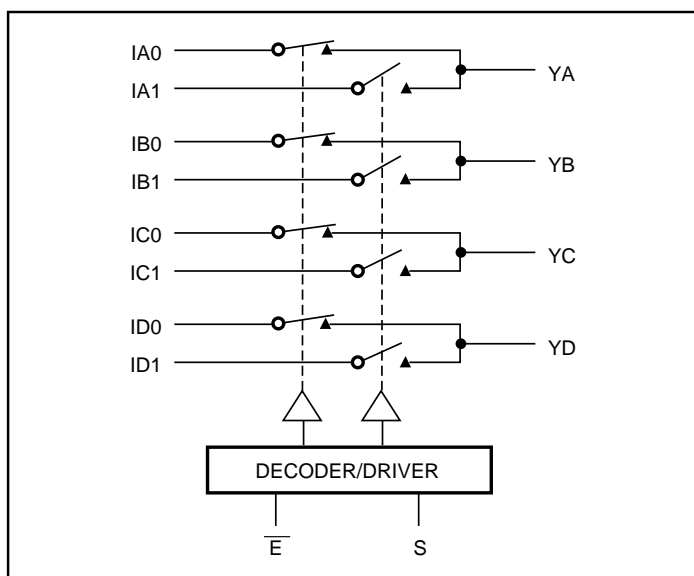 IA0
IA1
YA
IB0
IB1
YB
IC0
IC1
YC
ID0
ID1
YD
DECODER/DRIVER
E̅
S